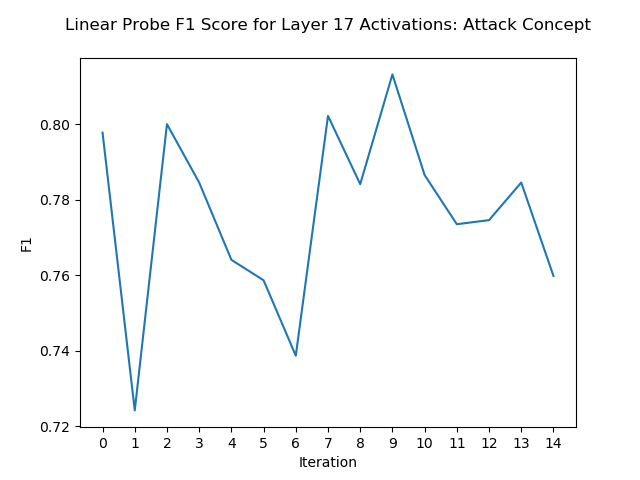 Linear Probe F1 Score for Layer 17 Activations: Attack Concept
0.80
0.78
0.76
0.74
0.72
F1
0 1 2 3 4 5 6 7 8 9 10 11 12 13 14
Iteration